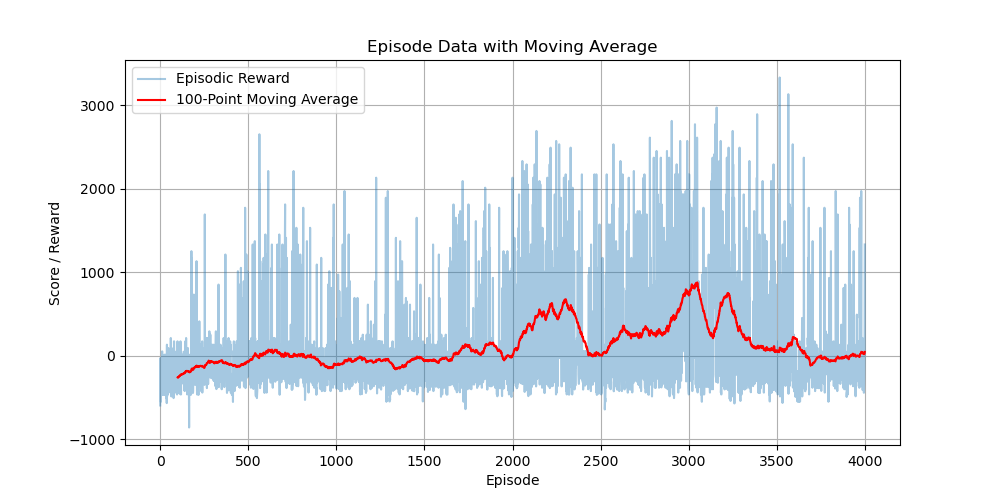 Episode Data with Moving Average
Episodic Reward
100-Point Moving Average
3000
2000
1000
0
−1000
Score / Reward
0 500 1000 1500 2000 2500 3000 3500 4000
Episode